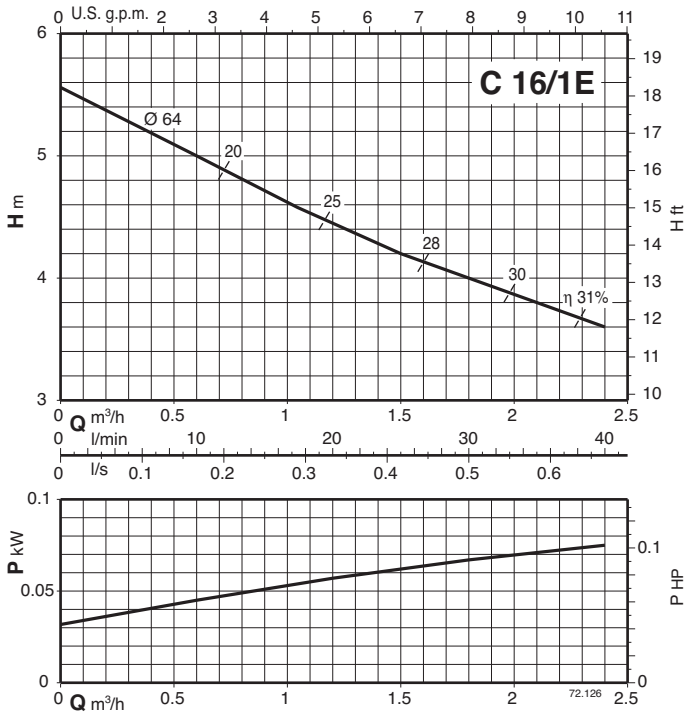 0 U.S. g.p.m. 2 3 4 5 6 7 8 9 10 11
6
5
4
3
H m
C 16/1E
Ø 64
20
25
28
30
η 31%
19
18
17
16
15
14
13
12
11
10
H ft
0 Q m³/h 0.5 1 1.5 2 2.5
0 l/min 10 20 30 40
0 l/s 0.1 0.2 0.3 0.4 0.5 0.6
0.1
0.05
0
P kW
0.1
0
P HP
72.126
0 Q m³/h 0.5 1 1.5 2 2.5